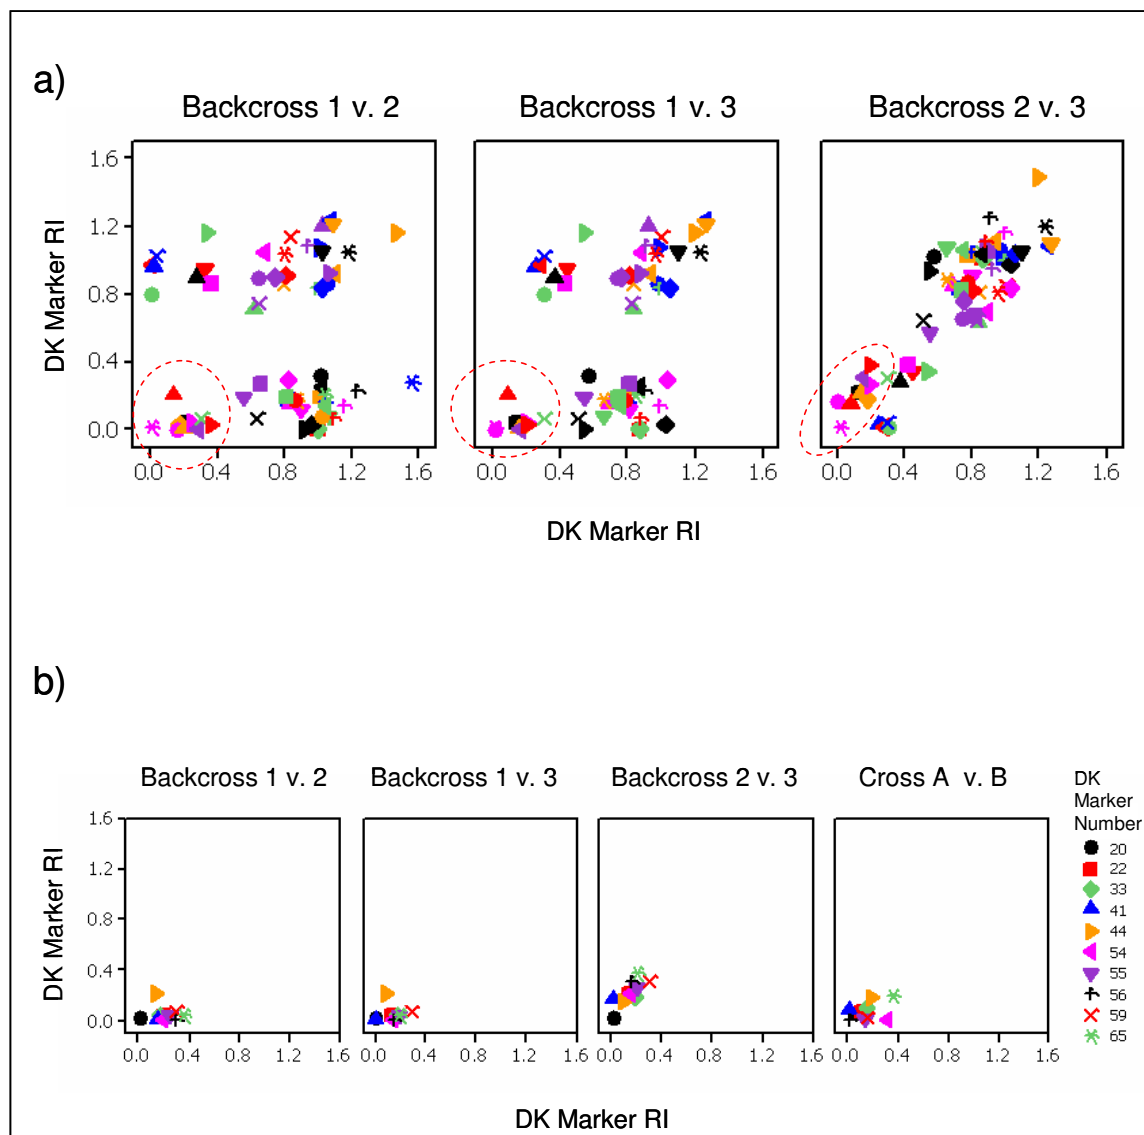 a)
Backcross 1 v. 2
Backcross 1 v. 3
Backcross 2 v. 3
DK Marker RI
1.6
1.2
0.8
0.4
0.0
0.0 0.4 0.8 1.2 1.6
0.0 0.4 0.8 1.2 1.6
0.0 0.4 0.8 1.2 1.6
DK Marker RI
b)
Backcross 1 v. 2
Backcross 1 v. 3
Backcross 2 v. 3
Cross A v. B
DK Marker RI
1.6
1.2
0.8
0.4
0.0
0.0 0.4 0.8 1.2 1.6
0.0 0.4 0.8 1.2 1.6
0.0 0.4 0.8 1.2 1.6
0.0 0.4 0.8 1.2 1.6
DK Marker RI
DK
Marker
Number
20
22
33
41
44
54
55
56
59
65